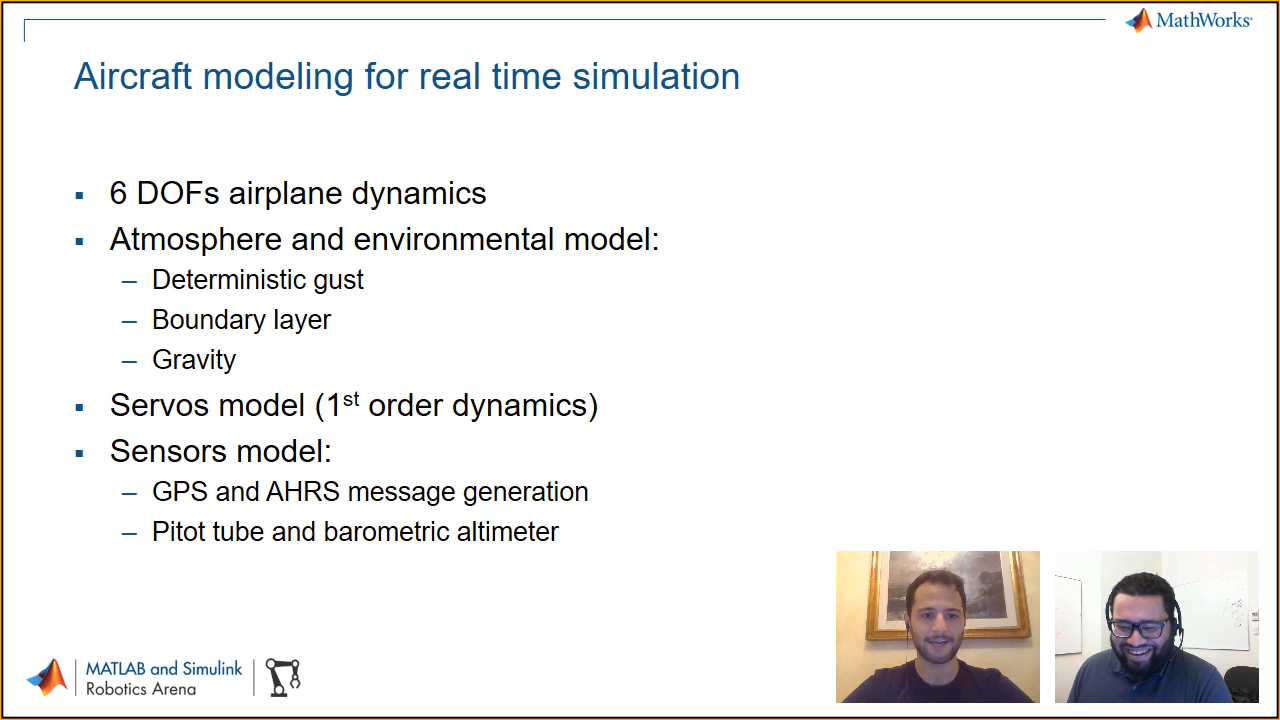 MathWorks®
Aircraft modeling for real time simulation
▪ 6 DOFs airplane dynamics
▪ Atmosphere and environmental model:
– Deterministic gust
– Boundary layer
– Gravity
▪ Servos model (1st order dynamics)
▪ Sensors model:
– GPS and AHRS message generation
– Pitot tube and barometric altimeter
MATLAB and Simulink
Robotics Arena